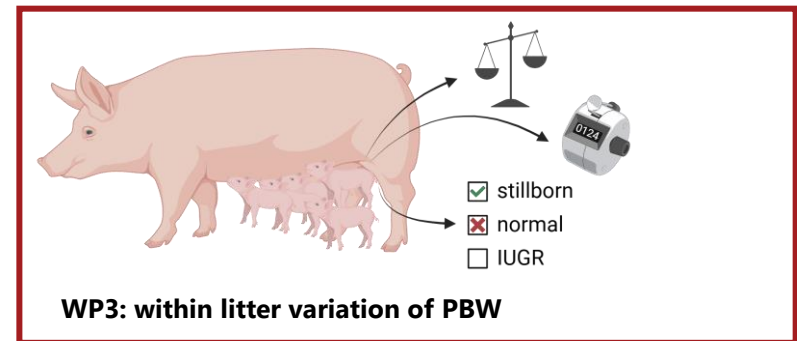 0124
stillborn
normal
IUGR
WP3: within litter variation of PBW